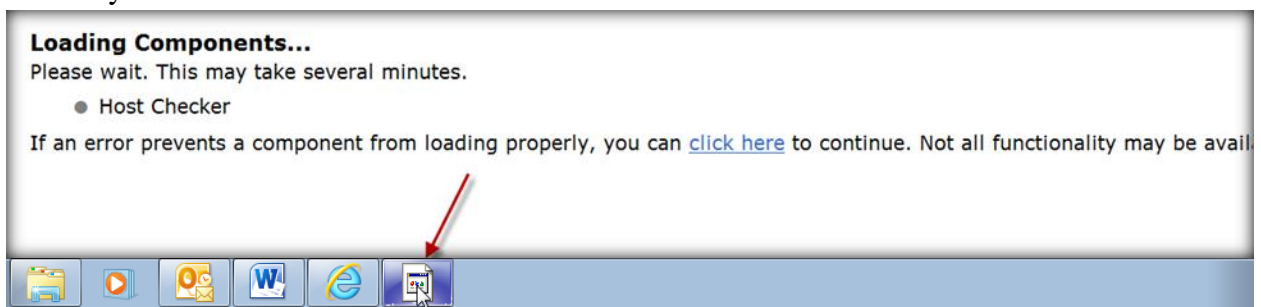 Loading Components...
Please wait. This may take several minutes.
Host Checker
If an error prevents a component from loading properly, you can click here to continue. Not all functionality may be